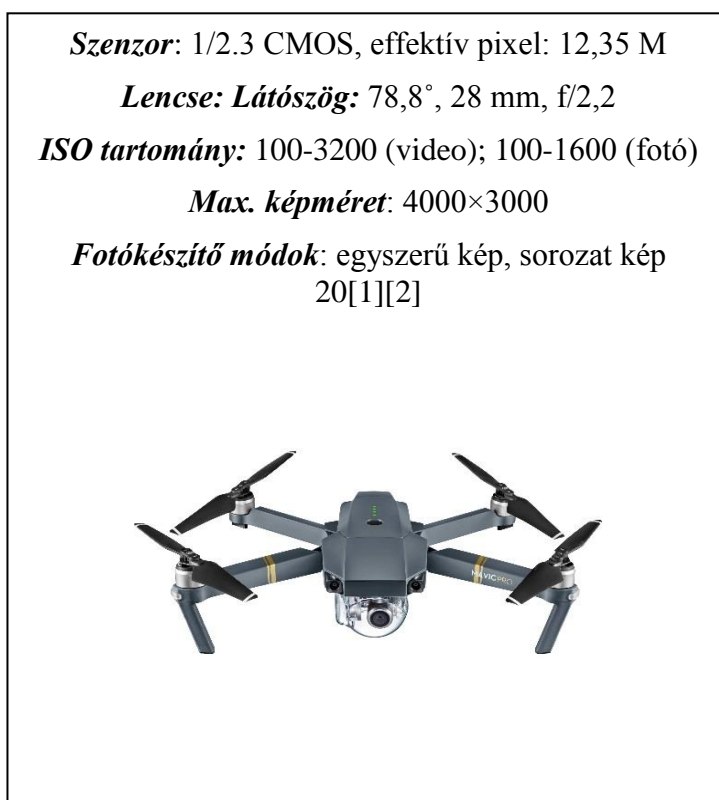 Szenzor: 1/2.3 CMOS, effektív pixel: 12,35 M
Lencse: Látószög: 78,8˚, 28 mm, f/2,2
ISO tartomány: 100-3200 (video); 100-1600 (fotó)
Max. képméret: 4000×3000
Fotókészítő módok: egyszerű kép, sorozat kép
20[1][2]
MAVIC PRO